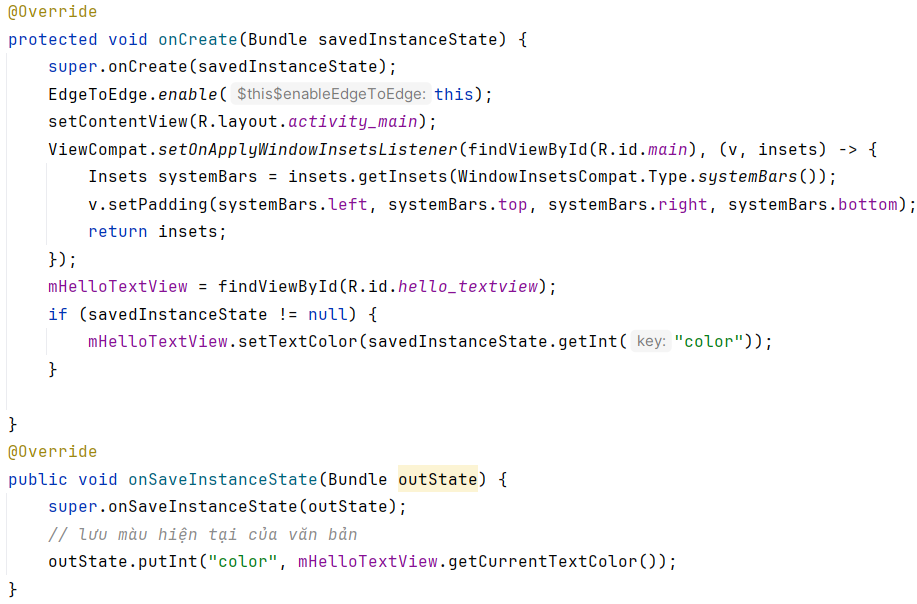 @Override
protected void onCreate(Bundle savedInstanceState) {
    super.onCreate(savedInstanceState);
    EdgeToEdge.enable( $this$enableEdgeToEdge: this);
    setContentView(R.layout.activity_main);
    ViewCompat.setOnApplyWindowInsetsListener(findViewById(R.id.main), (v, insets) -> {
        Insets systemBars = insets.getInsets(WindowInsetsCompat.Type.systemBars());
        v.setPadding(systemBars.left, systemBars.top, systemBars.right, systemBars.bottom);
        return insets;
    });
    mHelloTextView = findViewById(R.id.hello_textview);
    if (savedInstanceState != null) {
        mHelloTextView.setTextColor(savedInstanceState.getInt( key: "color"));
    }
}
@Override
public void onSaveInstanceState(Bundle outState) {
    super.onSaveInstanceState(outState);
    // lưu màu hiện tại của văn bản
    outState.putInt("color", mHelloTextView.getCurrentTextColor());
}